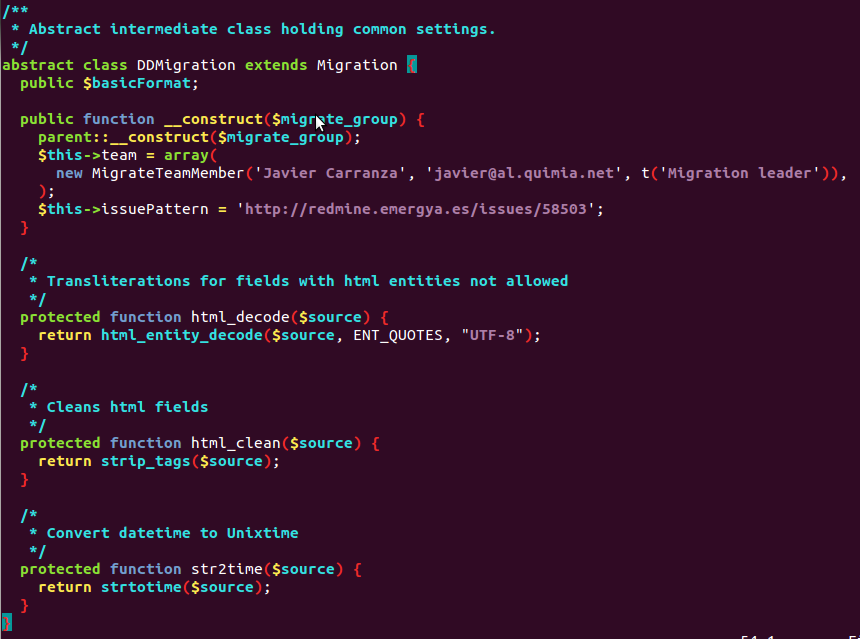 /**
 * Abstract intermediate class holding common settings.
 */
abstract class DDMigration extends Migration {
  public $basicFormat;

  public function __construct($migrate_group) {
    parent::__construct($migrate_group);
    $this->team = array(
      new MigrateTeamMember('Javier Carranza', 'javier@al.quimia.net', t('Migration leader')),
    );
    $this->issuePattern = 'http://redmine.emergya.es/issues/58503';
  }

  /*
   * Transliterations for fields with html entities not allowed
   */
  protected function html_decode($source) {
    return html_entity_decode($source, ENT_QUOTES, "UTF-8");
  }

  /*
   * Cleans html fields
   */
  protected function html_clean($source) {
    return strip_tags($source);
  }

  /*
   * Convert datetime to Unixtime
   */
  protected function str2time($source) {
    return strtotime($source);
  }
}